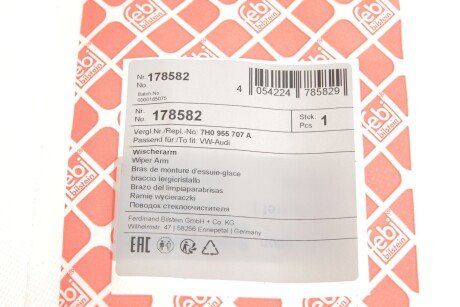 Nr. 178582
No.
Batch No
0000185075
4 054224 785829
Nr. 178582
No.
Stck. 1
Pcs
Vergl.Nr./Repl.-No: 7H0 955 707 A
Passend für /To fit: VW-Audi
Wischerarm
Wiper Arm
Bras de monture d'essuie-glace
braccio tergicristallo
Brazo del limpiaparabrisas
Ramię wycieraczki
Поводок стеклоочистителя
Ferdinand Bilstein GmbH + Co. KG
Wilhelmstr. 47 | 58256 Ennepetal | Germany
EAC
febi
bilstein